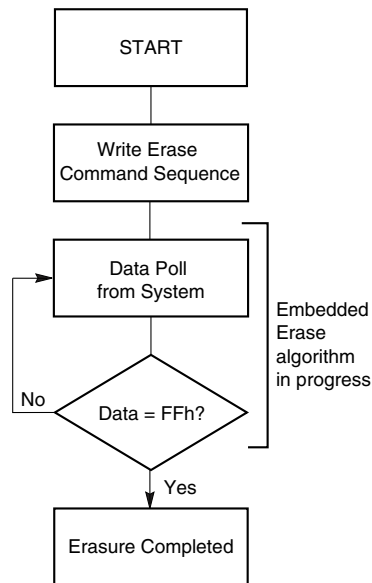 START
Write Erase
Command Sequence
Data Poll
from System
Embedded
Erase
algorithm
in progress
No
Data = FFh?
Yes
Erasure Completed